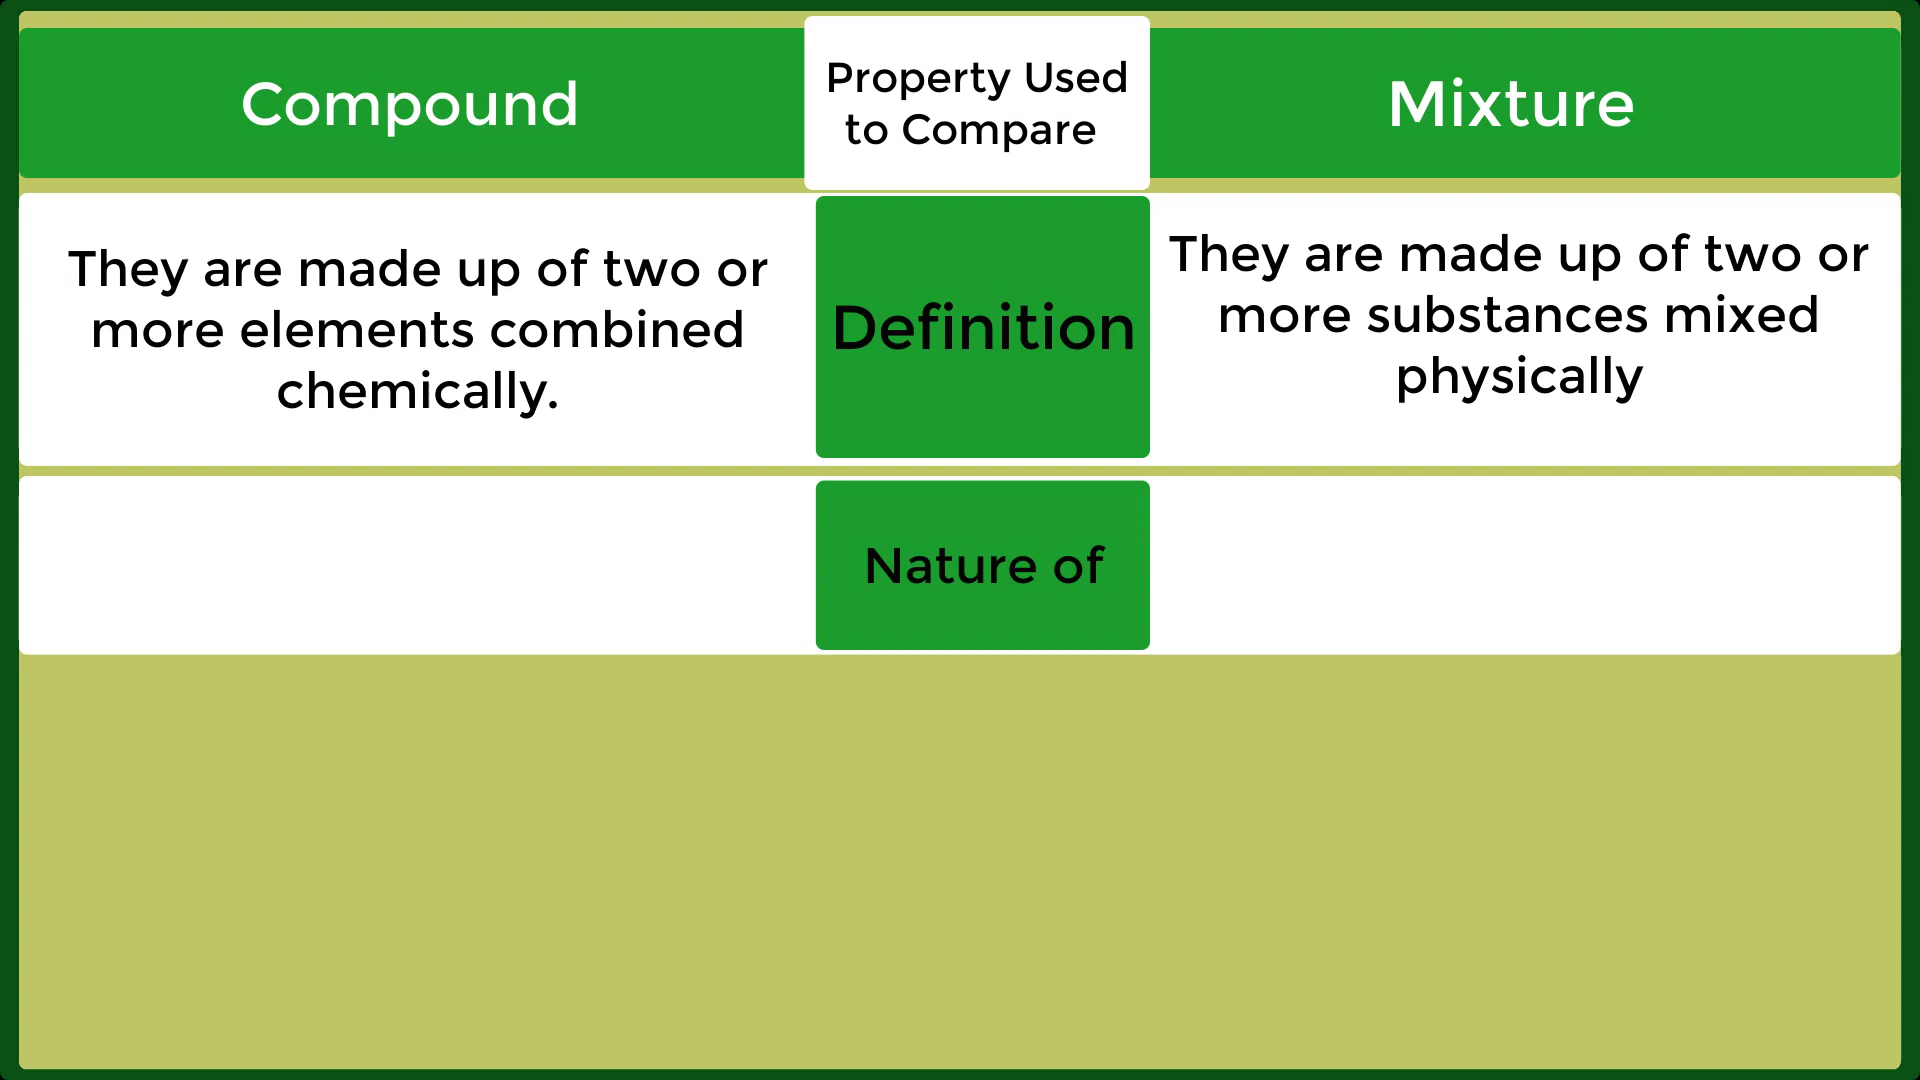 Compound
Property Used
to Compare
Mixture
They are made up of two or
more elements combined
chemically.
Definition
They are made up of two or
more substances mixed
physically
Nature of